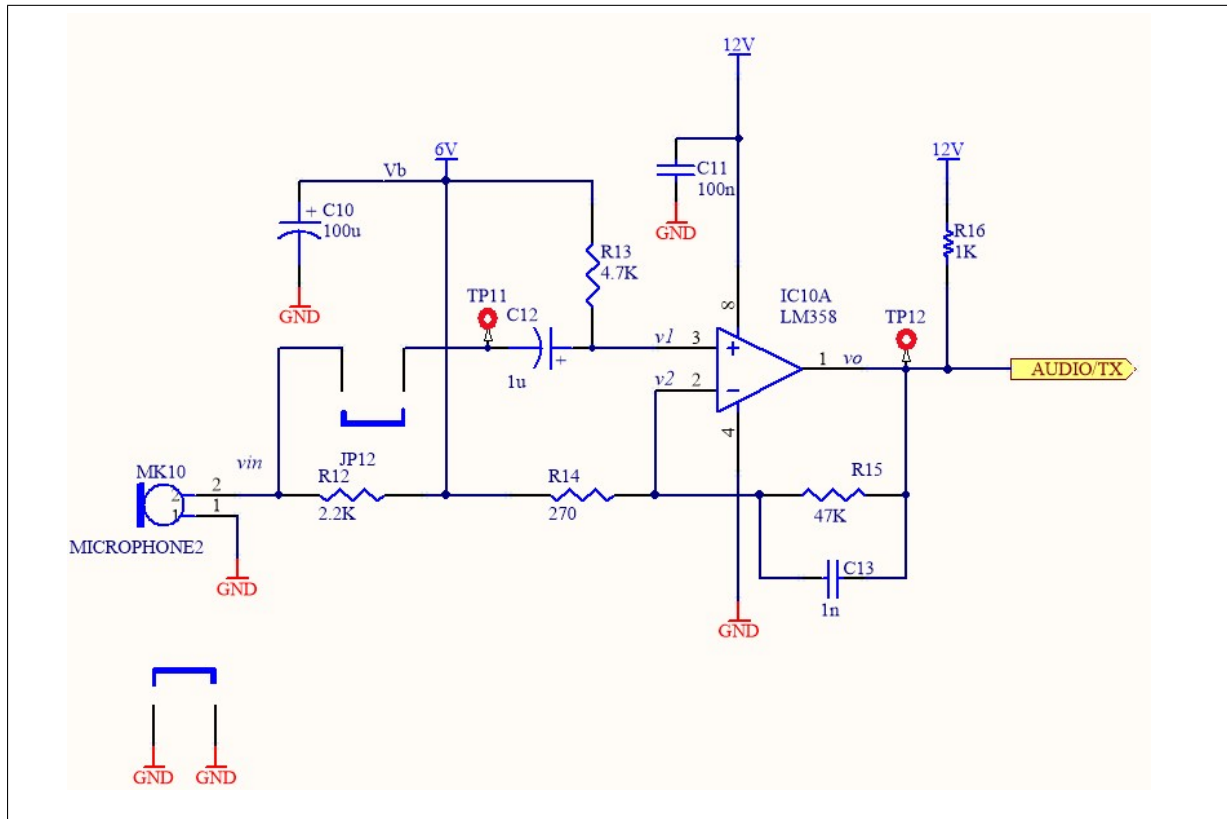 12V
6V
Vb
12V
C11
100n
+ C10
100u
GND
R16
1K
R13
4.7K
GND
TP11
C12
IC10A
LM358
TP12
8
+
1u
v1
3
+
1
vo
AUDIO/TX
v2
2
−
4
JP12
MK10
vin
R12
R14
R15
2
2
1
1
2.2K
270
47K
MICROPHONE2
C13
1n
GND
GND
GND
GND